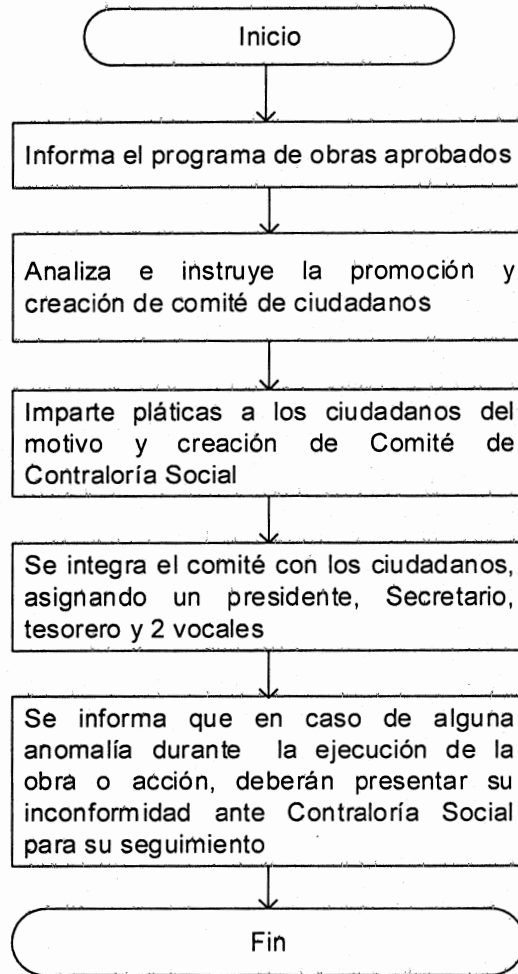 Inicio
Informa el programa de obras aprobados
Analiza e instruye la promoción y
creación de comité de ciudadanos
Imparte pláticas a los ciudadanos del
motivo y creación de Comité de
Contraloría Social
Se integra el comité con los ciudadanos,
asignando un presidente, Secretario,
tesorero y 2 vocales
Se informa que en caso de alguna
anomalía durante la ejecución de la
obra o acción, deberán presentar su
inconformidad ante Contraloría Social
para su seguimiento
Fin